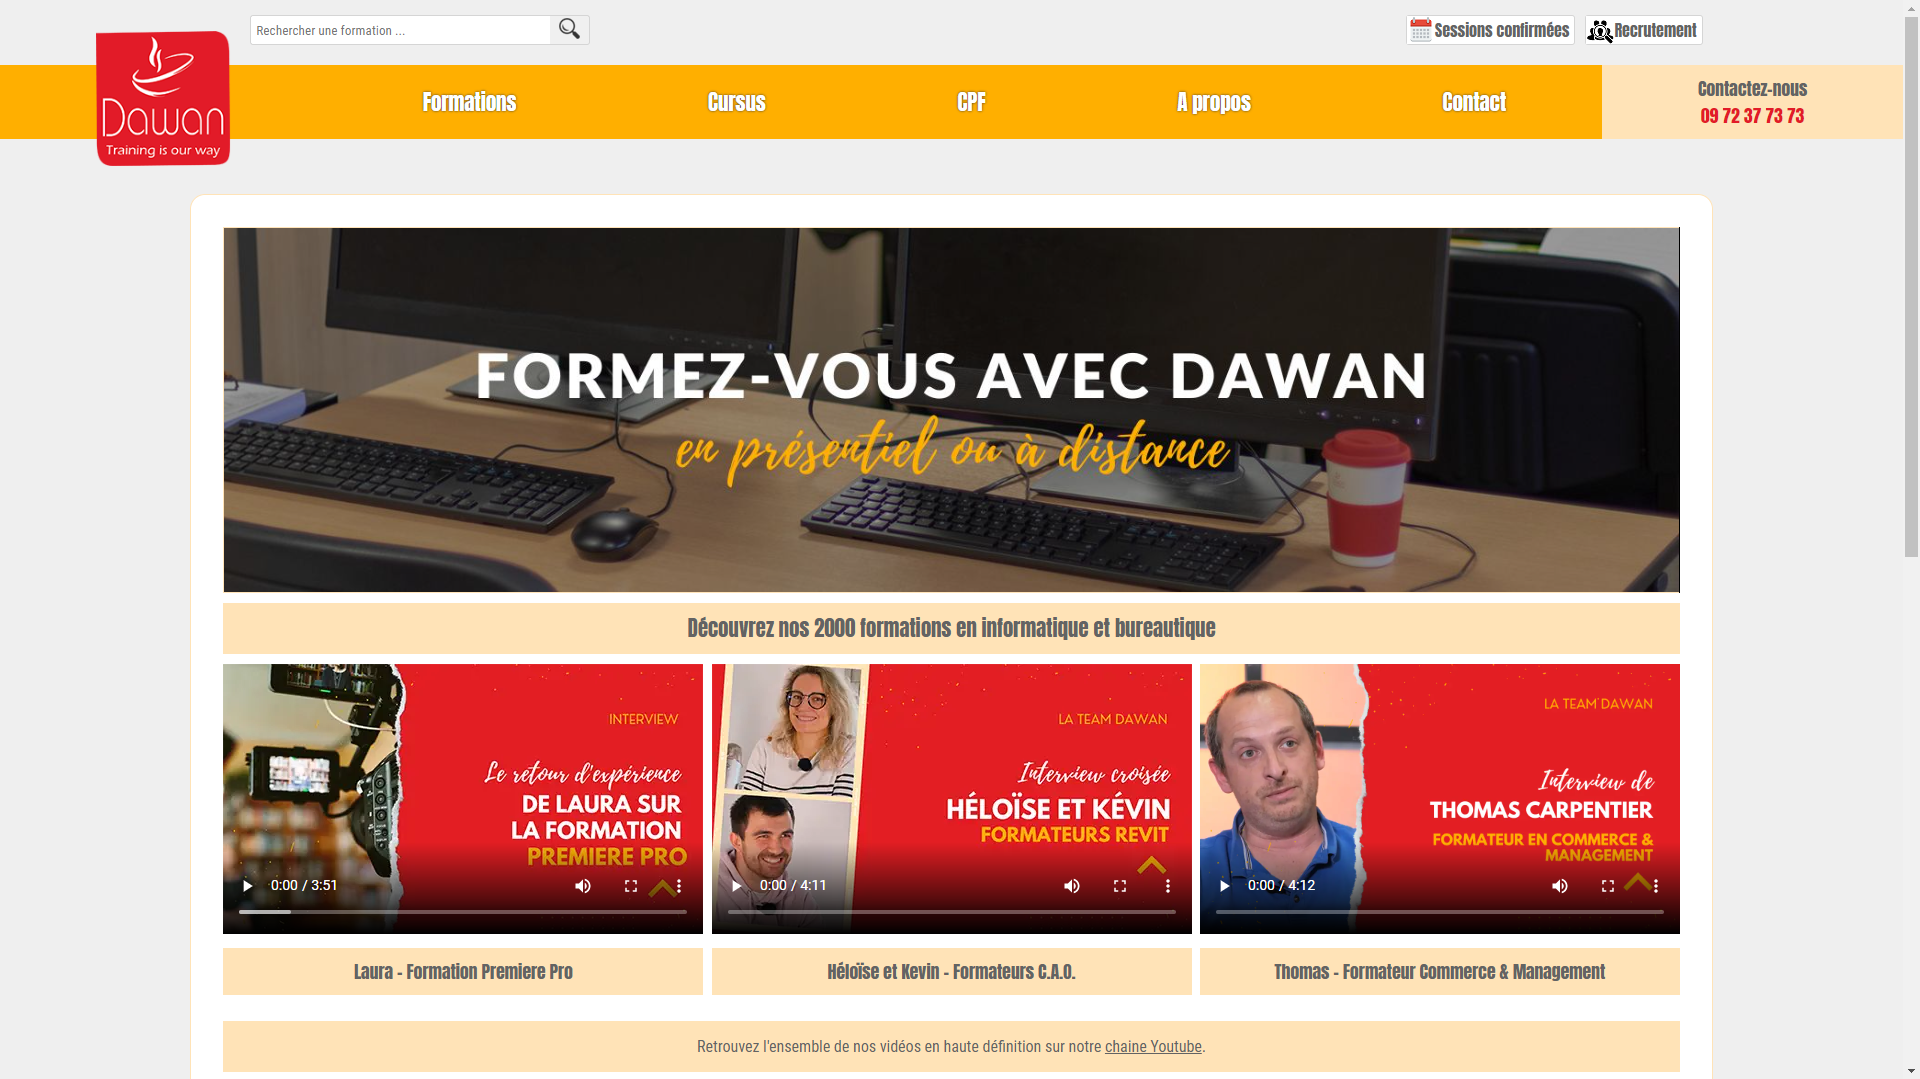 Rechercher une formation ...
Sessions confirmées
Recrutement
Dawan
Training is our way
Formations
Cursus
CPF
A propos
Contact
Contactez-nous
09 72 37 73 73
FORMEZ-VOUS AVEC DAWAN
en présentiel ou à distance
Découvrez nos 2000 formations en informatique et bureautique
INTERVIEW
Le retour d'expérience
DE LAURA SUR
LA FORMATION
PREMIERE PRO
0:00 / 3:51
LA TEAM DAWAN
Interview croisée
HÉLOÏSE ET KÉVIN
FORMATEURS REVIT
0:00 / 4:11
LA TEAM DAWAN
Interview de
THOMAS CARPENTIER
FORMATEUR EN COMMERCE &
MANAGEMENT
0:00 / 4:12
Laura - Formation Premiere Pro
Héloïse et Kevin - Formateurs C.A.O.
Thomas - Formateur Commerce & Management
Retrouvez l'ensemble de nos vidéos en haute définition sur notre chaine Youtube.